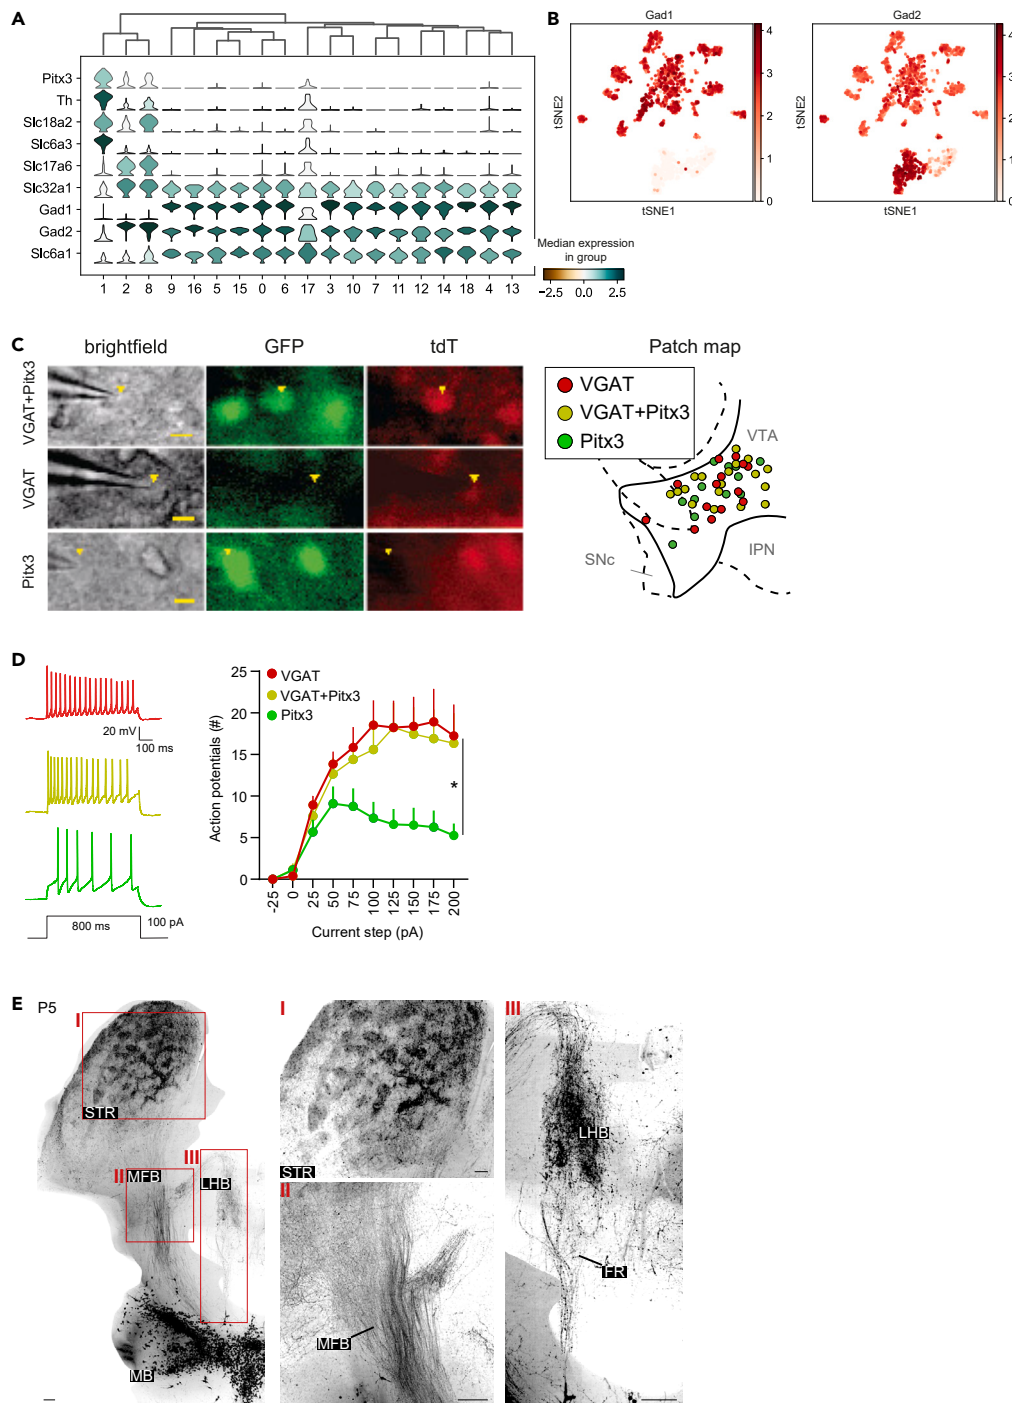 A
Pitx3
Th
Slc18a2
Slc6a3
Slc17a6
Slc32a1
Gad1
Gad2
Slc6a1
1 2 8 9 16 5 15 0 6 17 3 10 7 11 12 14 18 4 13
Median expression
in group
−2.5 0.0 2.5
B
Gad1
tSNE2
tSNE1
4
3
2
1
0
Gad2
tSNE2
tSNE1
4
3
2
1
0
C
brightfield GFP tdT
VGAT+Pitx3
VGAT
Pitx3
Patch map
VGAT
VGAT+Pitx3
Pitx3
VTA
SNc
IPN
D
20 mV
100 ms
800 ms
100 pA
Action potentials (#)
25
20
15
10
5
0
VGAT
VGAT+Pitx3
Pitx3
*
-25 0 25 50 75 100 125 150 175 200
Current step (pA)
E
P5
I
STR
II
MFB
III
LHB
MB
I
STR
II
MFB
III
LHB
FR